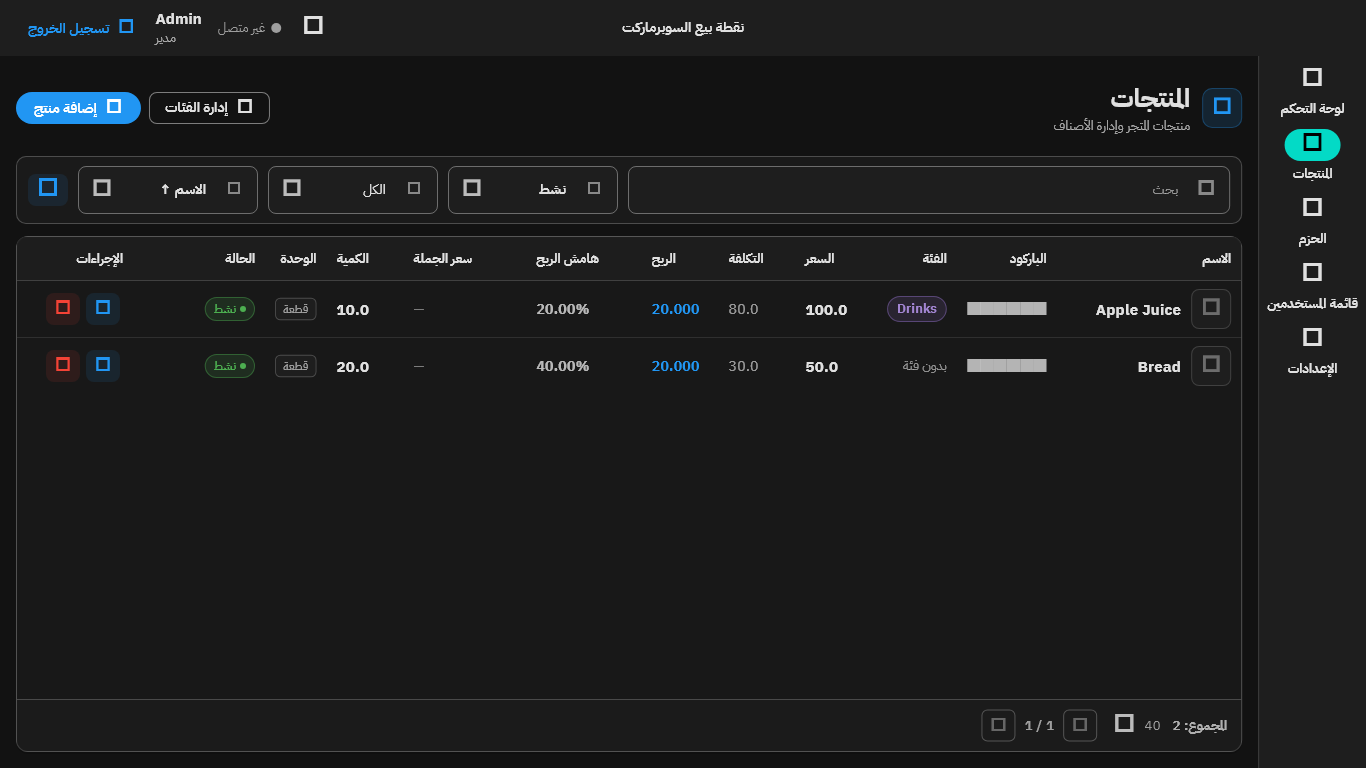 نقطة بيع السوبرماركت
غير متصل
Admin
مدير
تسجيل الخروج
لوحة التحكم
المنتجات
الحزم
قائمة المستخدمين
الإعدادات
المنتجات
منتجات المتجر وإدارة الأصناف
إدارة الفئات
إضافة منتج
بحث
نشط
الكل
الاسم ↑
الاسم الباركود الفئة السعر التكلفة الربح هامش الربح سعر الجملة الكمية الوحدة الحالة الإجراءات
Apple Juice Drinks 100.0 80.0 20.000 20.00% — 10.0 قطعة نشط
Bread بدون فئة 50.0 30.0 20.000 40.00% — 20.0 قطعة نشط
المجموع: 2 40 1 / 1